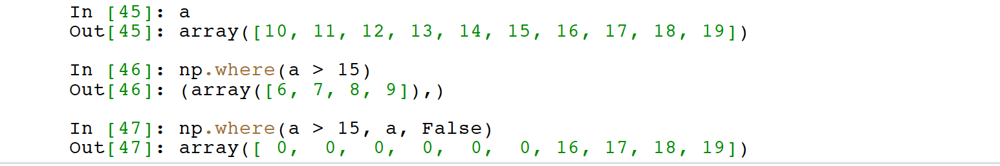 In [45]: a
Out[45]: array([10, 11, 12, 13, 14, 15, 16, 17, 18, 19])
In [46]: np.where(a > 15)
Out[46]: (array([6, 7, 8, 9]),)
In [47]: np.where(a > 15, a, False)
Out[47]: array([ 0,  0,  0,  0,  0,  0, 16, 17, 18, 19])